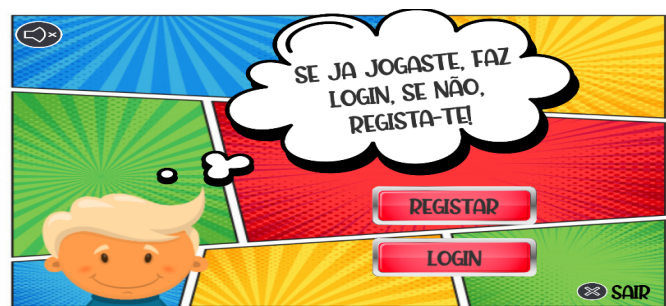 SE JA JOGASTE, FAZ
LOGIN, SE NÃO,
REGISTA-TE!
REGISTAR
LOGIN
SAIR